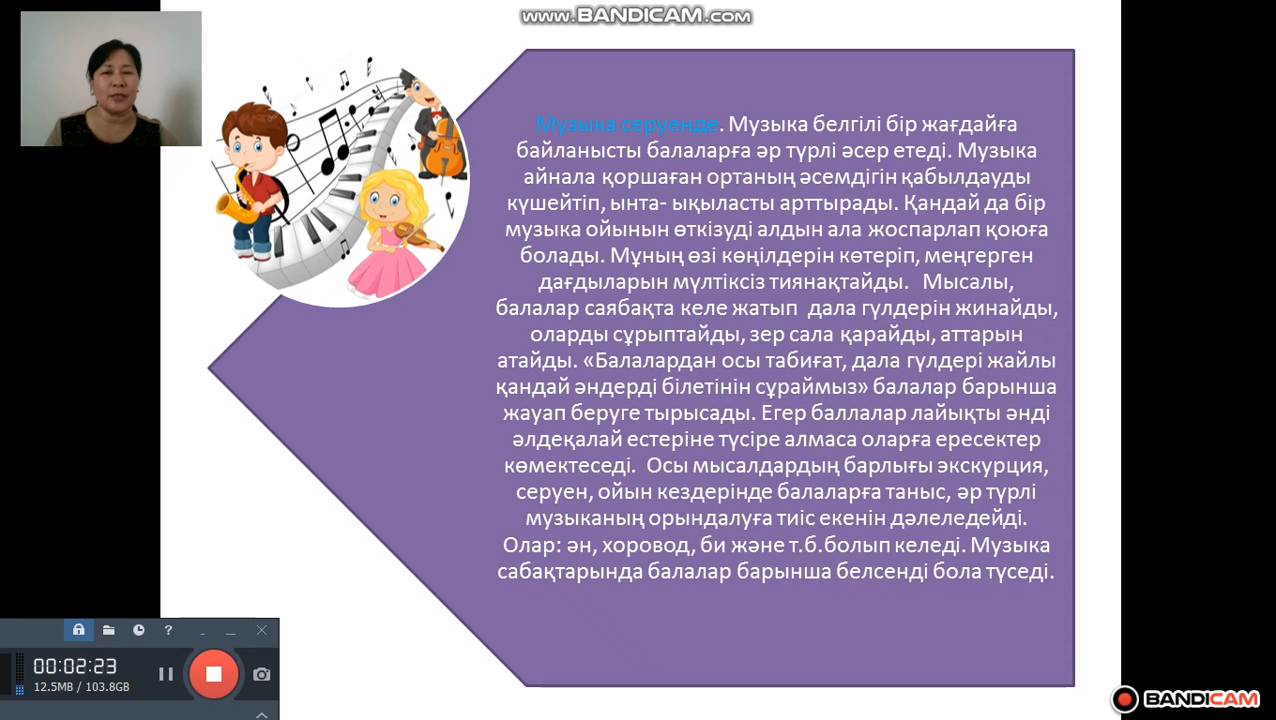 www.BANDICAM.com
Музыка серуенде. Музыка белгілі бір жағдайға
байланысты балаларға әр түрлі әсер етеді. Музыка
айнала қоршаған ортаның әсемдігін қабылдауды
күшейтіп, ынта- ықыласты арттырады. Қандай да бір
музыка ойынын өткізуді алдын ала жоспарлап қоюға
болады. Мұның өзі көңілдерін көтеріп, меңгерген
дағдыларын мүлтіксіз тиянақтайды. Мысалы,
балалар саябақта келе жатып дала гүлдерін жинайды,
оларды сұрыптайды, зер сала қарайды, аттарын
атайды. «Балалардан осы табиғат, дала гүлдері жайлы
қандай әндерді білетінін сұраймыз» балалар барынша
жауап беруге тырысады. Егер баллалар лайықты әнді
әлдеқалай естеріне түсіре алмаса оларға ересектер
көмектеседі. Осы мысалдардың барлығы экскурция,
серуен, ойын кездерінде балаларға таныс, әр түрлі
музыканың орындалуға тиіс екенін дәлеледейді.
Олар: ән, хоровод, би және т.б.болып келеді. Музыка
сабақтарында балалар барынша белсенді бола түседі.
00:02:23
12.5MB / 103.8GB
BANDICAM